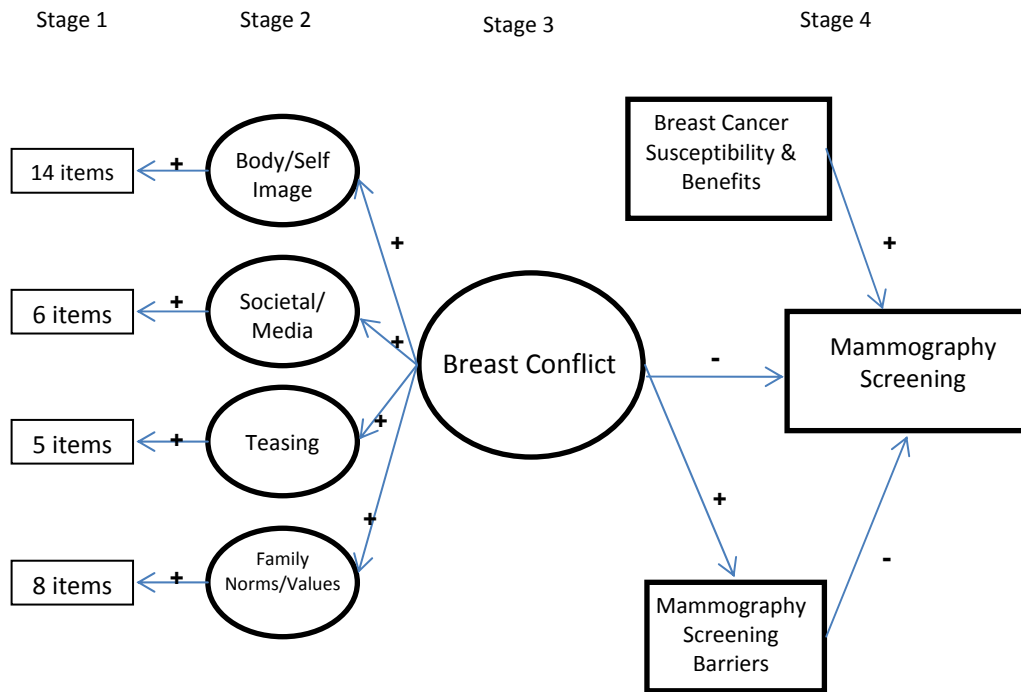 Stage 1
Stage 2
Stage 3
Stage 4
14 items
+
Body/Self
Image
+
6 items
+
Societal/
Media
+
5 items
+
Teasing
+
8 items
+
Family
Norms/Values
+
Breast Conflict
-
+
Breast Cancer
Susceptibility &
Benefits
+
Mammography
Screening
-
Mammography
Screening
Barriers